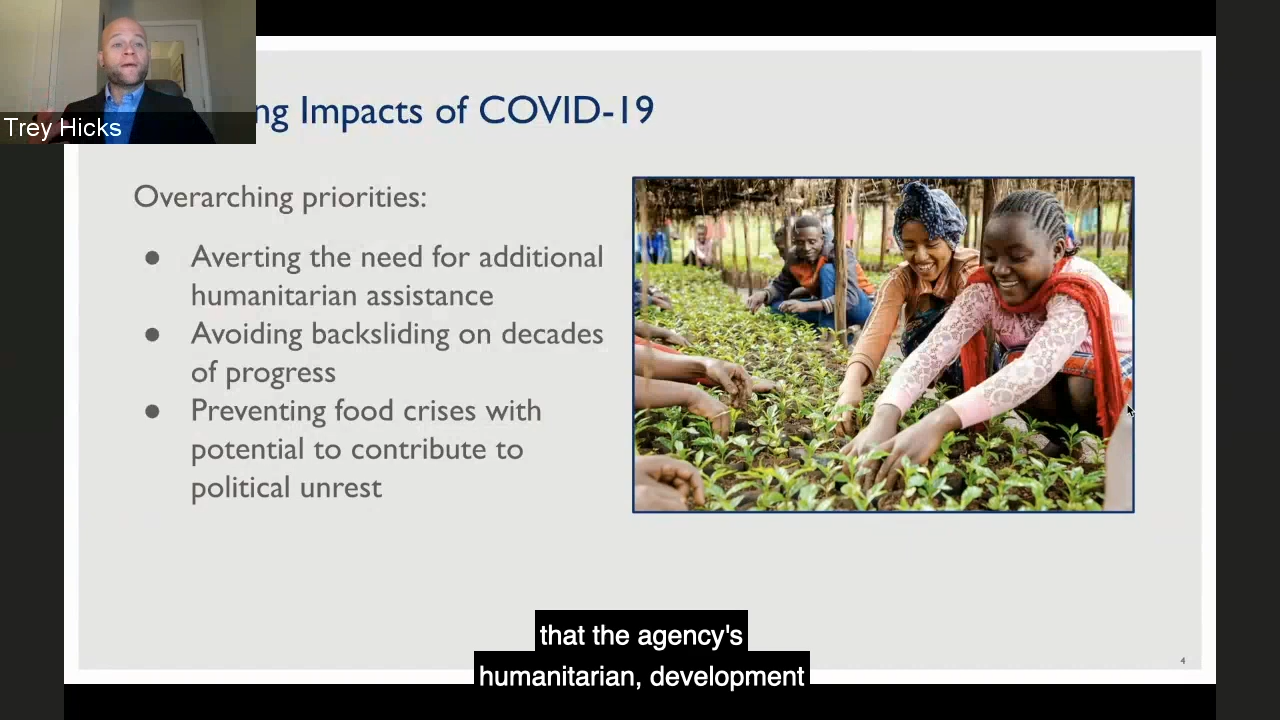 Trey Hicks
ng Impacts of COVID-19
Overarching priorities:
● Averting the need for additional
humanitarian assistance
● Avoiding backsliding on decades
of progress
● Preventing food crises with
potential to contribute to
political unrest
that the agency's
humanitarian, development
4